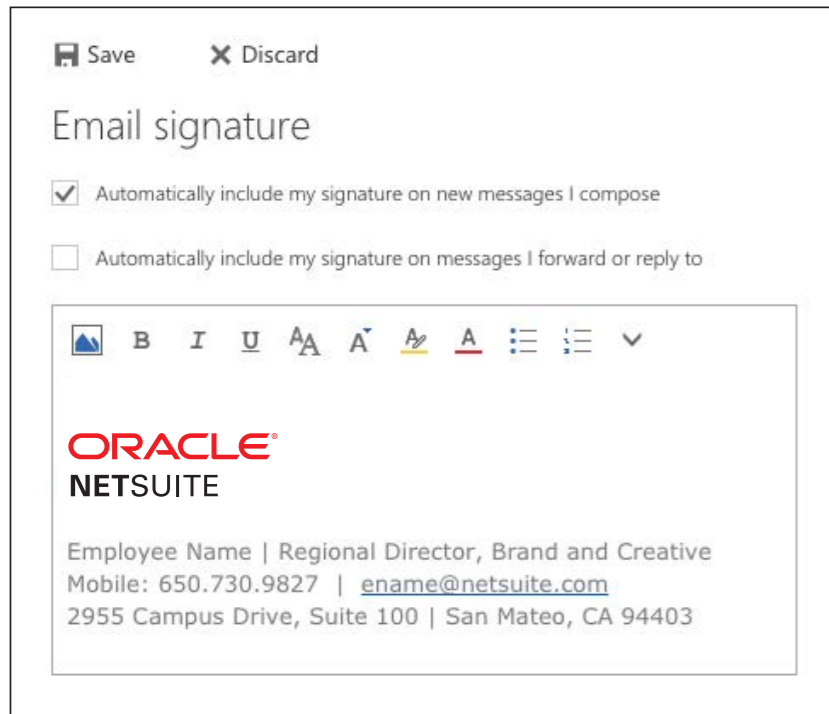 Save Discard
Email signature
Automatically include my signature on new messages I compose
Automatically include my signature on messages I forward or reply to
B I U AA A A A
ORACLE®
NETSUITE
Employee Name | Regional Director, Brand and Creative
Mobile: 650.730.9827 | ename@netsuite.com
2955 Campus Drive, Suite 100 | San Mateo, CA 94403